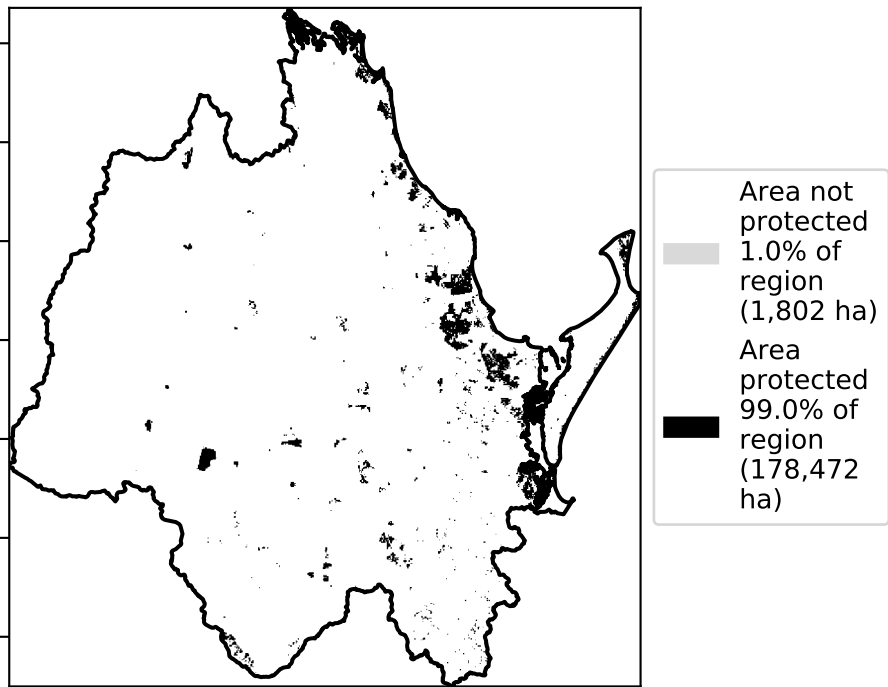 Area not
protected
1.0% of
region
(1,802 ha)
Area
protected
99.0% of
region
(178,472
ha)